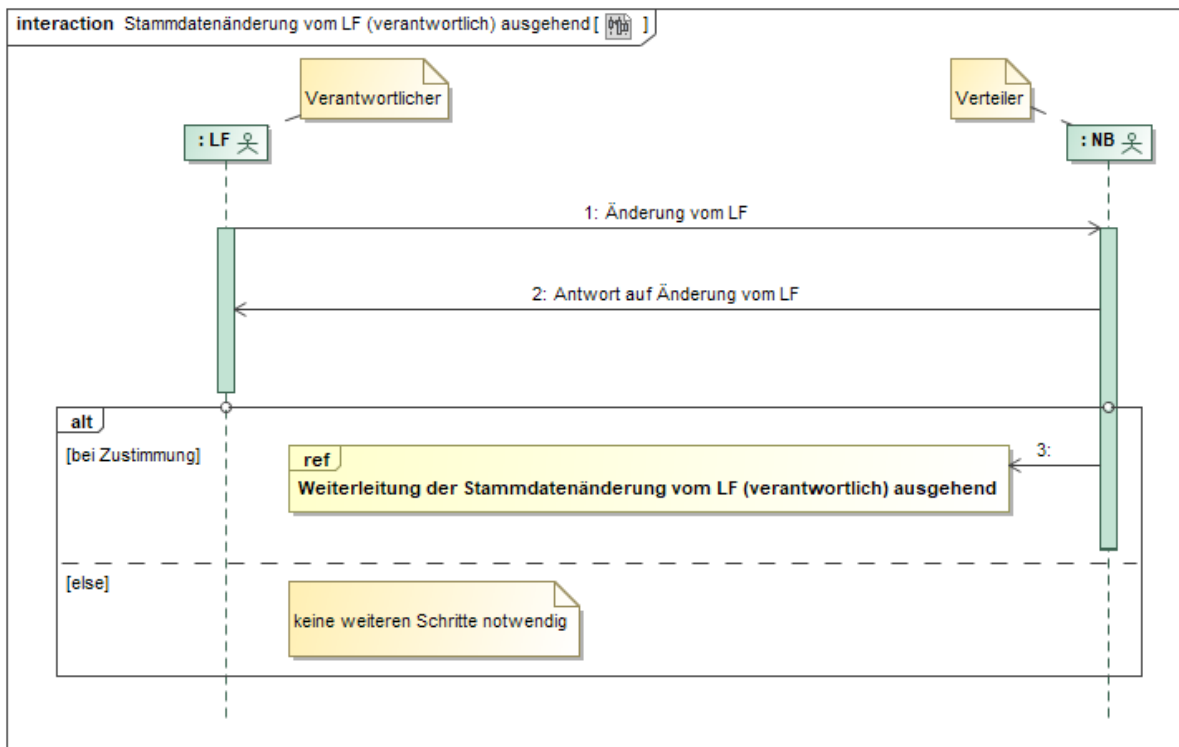 interaction Stammdatenänderung vom LF (verantwortlich) ausgehend [ ]
Verantwortlicher
Verteiler
: LF
: NB
1: Änderung vom LF
2: Antwort auf Änderung vom LF
alt
[bei Zustimmung]
3:
ref
Weiterleitung der Stammdatenänderung vom LF (verantwortlich) ausgehend
[else]
keine weiteren Schritte notwendig